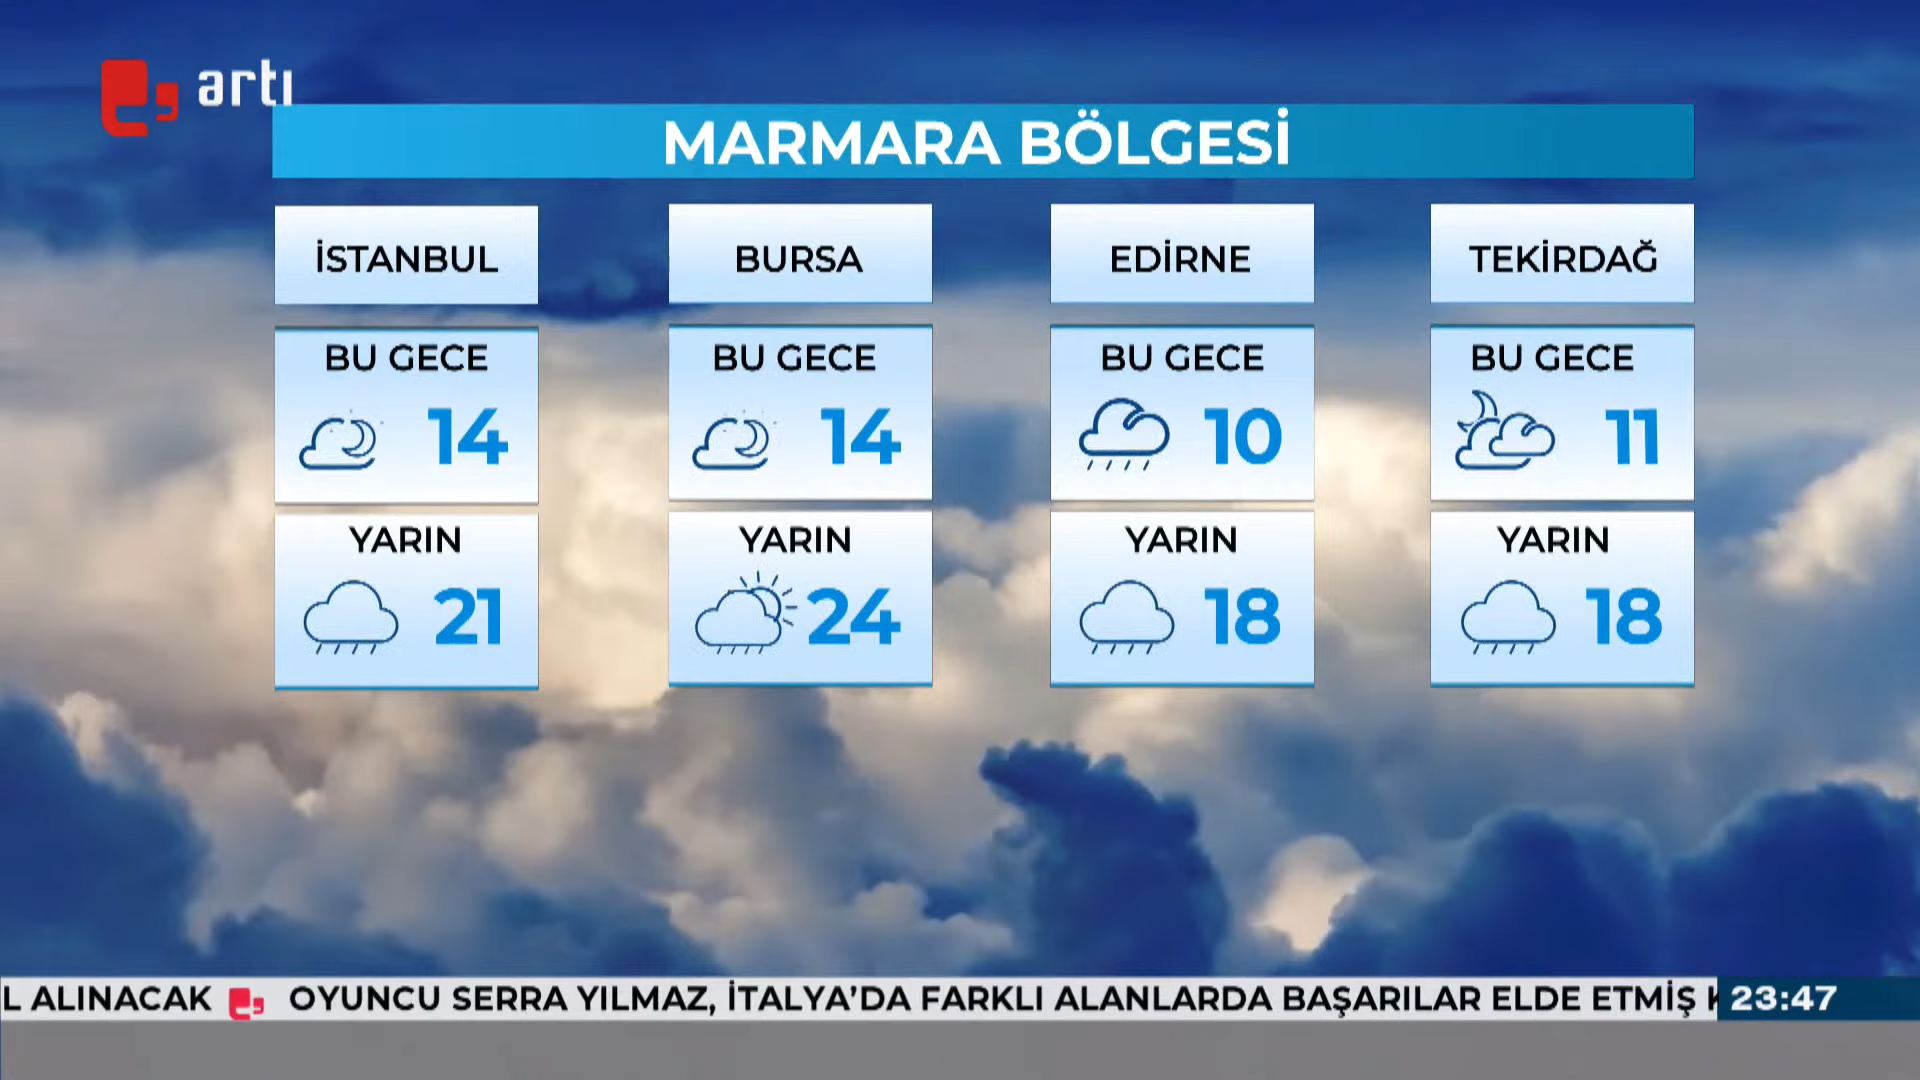 artı
MARMARA BÖLGESİ
İSTANBUL
BU GECE
14
YARIN
21
BURSA
BU GECE
14
YARIN
24
EDİRNE
BU GECE
10
YARIN
18
TEKİRDAĞ
BU GECE
11
YARIN
18
L ALINACAK OYUNCU SERRA YILMAZ, İTALYA'DA FARKLI ALANLARDA BAŞARILAR ELDE ETMİŞ
23:47